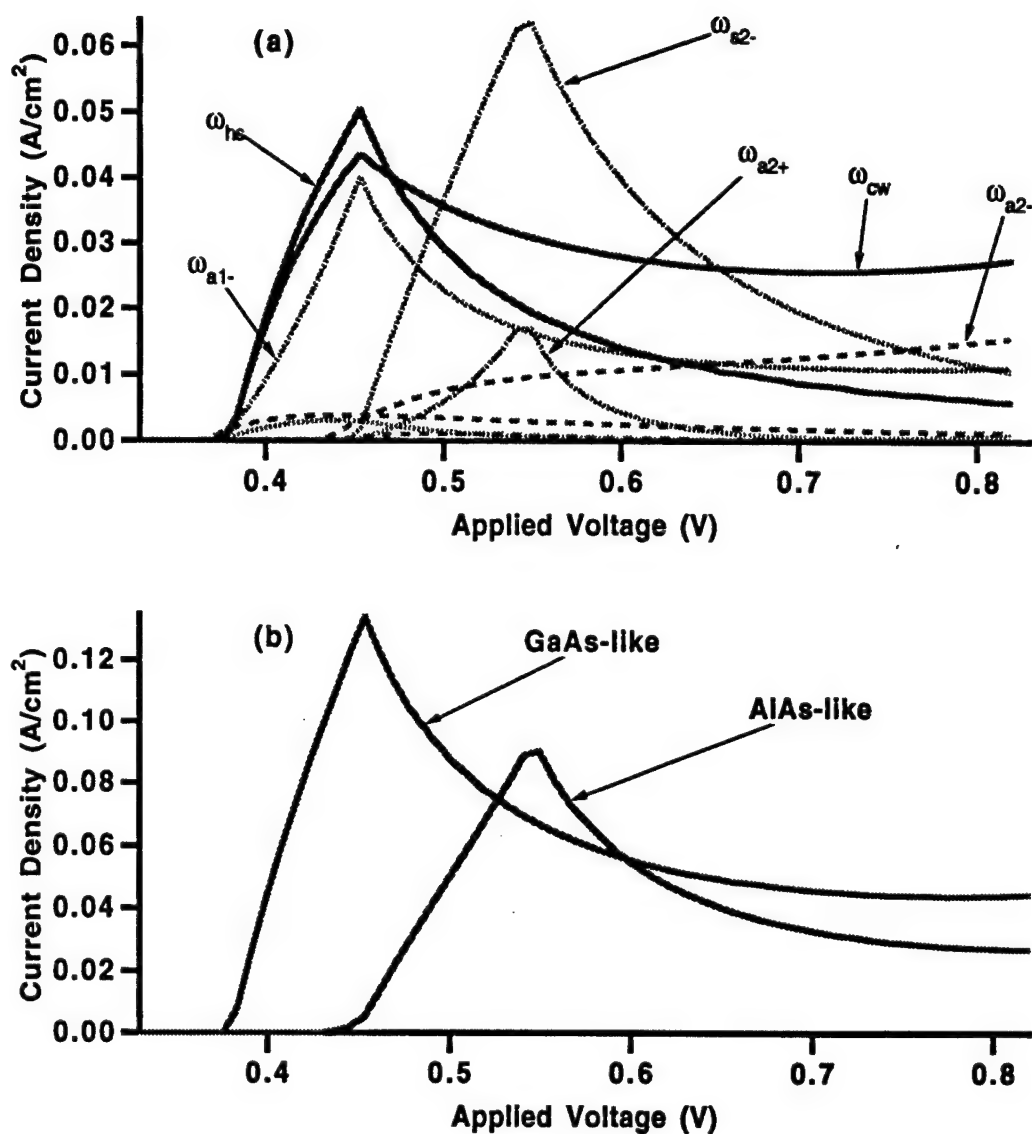 (a)
ωs2-
ωhs
ωa2+
ωcw
ωa2-
ωa1-
Current Density (A/cm²)
0.06
0.05
0.04
0.03
0.02
0.01
0.00
0.4 0.5 0.6 0.7 0.8
Applied Voltage (V)
(b)
GaAs-like
AlAs-like
Current Density (A/cm²)
0.12
0.10
0.08
0.06
0.04
0.02
0.00
0.4 0.5 0.6 0.7 0.8
Applied Voltage (V)